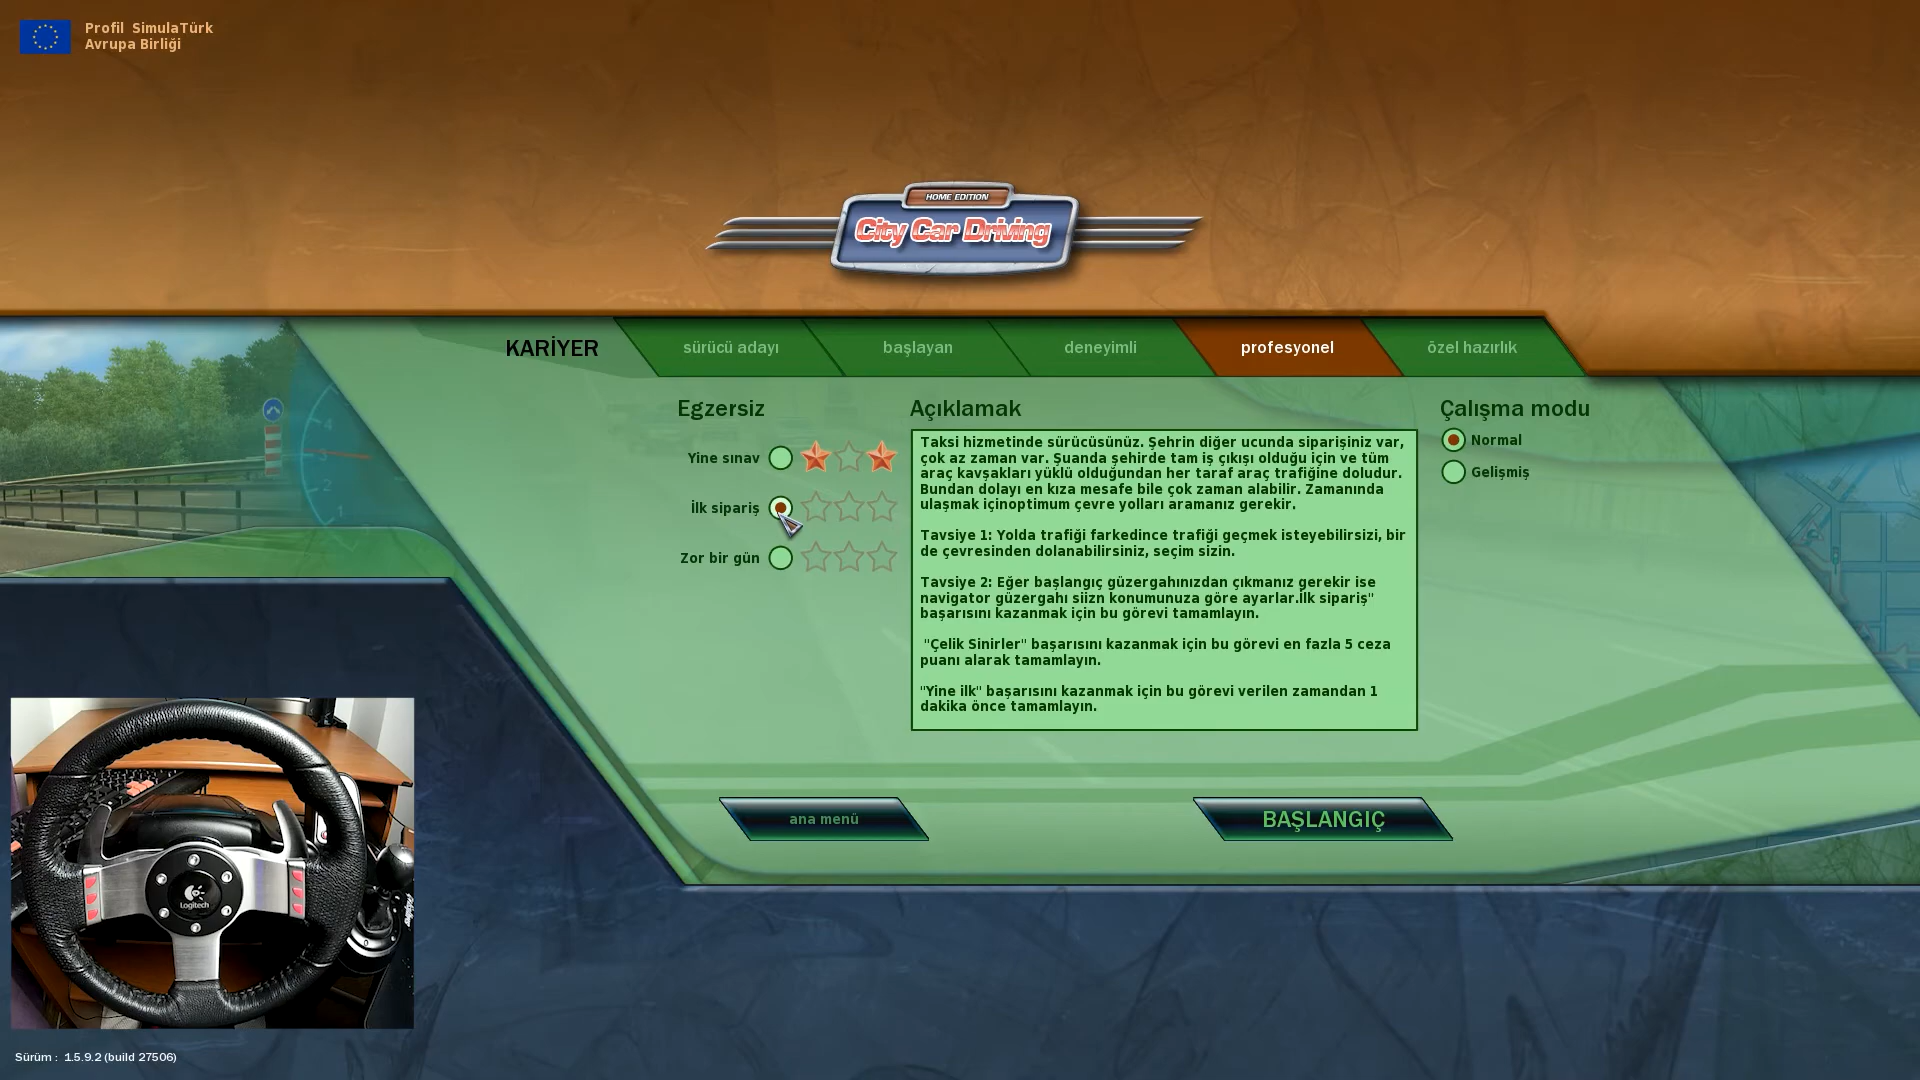 Profil SimulaTürk
Avrupa Birliği
HOME EDITION
City Car Driving
KARİYER
sürücü adayı
başlayan
deneyimli
profesyonel
özel hazırlık
Egzersiz
Yine sınav
İlk sipariş
Zor bir gün
Açıklamak
Taksi hizmetinde sürücüsünüz. Şehrin diğer ucunda siparişiniz var,
çok az zaman var. Şuanda şehirde tam iş çıkışı olduğu için ve tüm
araç kavşakları yüklü olduğundan her taraf araç trafiğine doludur.
Bundan dolayı en kıza mesafe bile çok zaman alabilir. Zamanında
ulaşmak içinoptimum çevre yolları aramanız gerekir.
Tavsiye 1: Yolda trafiği farkedince trafiği geçmek isteyebilirsizi, bir
de çevresinden dolanabilirsiniz, seçim sizin.
Tavsiye 2: Eğer başlangıç güzergahınızdan çıkmanız gerekir ise
navigator güzergahı siizn konumunuza göre ayarlar.İlk sipariş"
başarısını kazanmak için bu görevi tamamlayın.
"Çelik Sinirler" başarısını kazanmak için bu görevi en fazla 5 ceza
puanı alarak tamamlayın.
"Yine ilk" başarısını kazanmak için bu görevi verilen zamandan 1
dakika önce tamamlayın.
Çalışma modu
Normal
Gelişmiş
ana menü
BAŞLANGIÇ
Logitech
Sürüm : 1.5.9.2 (build 27506)